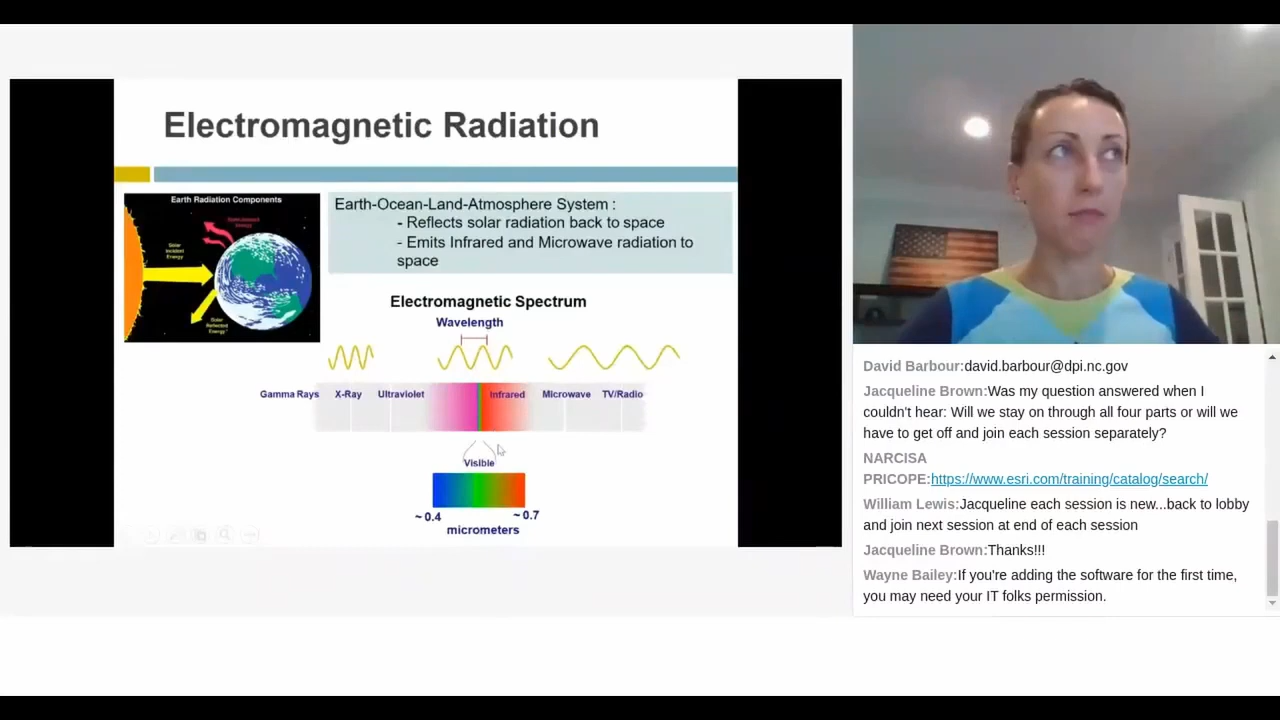 Electromagnetic Radiation
Earth Radiation Components
Solar
Incident
Energy
Solar
Reflected
Energy
Earth-Ocean-Land-Atmosphere System :
- Reflects solar radiation back to space
- Emits Infrared and Microwave radiation to
space
Electromagnetic Spectrum
Wavelength
Gamma Rays X-Ray Ultraviolet Infrared Microwave TV/Radio
Visible
~ 0.4 ~ 0.7
micrometers
David Barbour:david.barbour@dpi.nc.gov
Jacqueline Brown:Was my question answered when I
couldn't hear: Will we stay on through all four parts or will we
have to get off and join each session separately?
NARCISA
PRICOPE:https://www.esri.com/training/catalog/search/
William Lewis:Jacqueline each session is new...back to lobby
and join next session at end of each session
Jacqueline Brown:Thanks!!!
Wayne Bailey:If you're adding the software for the first time,
you may need your IT folks permission.